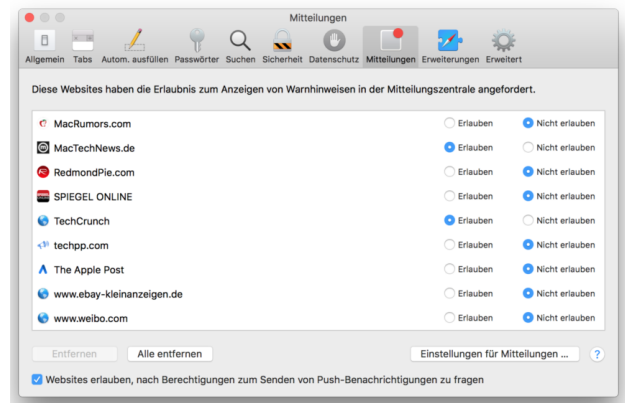 Mitteilungen
Allgemein Tabs Autom. ausfüllen Passwörter Suchen Sicherheit Datenschutz Mitteilungen Erweiterungen Erweitert
Diese Websites haben die Erlaubnis zum Anzeigen von Warnhinweisen in der Mitteilungszentrale angefordert.
MacRumors.com Erlauben Nicht erlauben
MacTechNews.de Erlauben Nicht erlauben
RedmondPie.com Erlauben Nicht erlauben
SPIEGEL ONLINE Erlauben Nicht erlauben
TechCrunch Erlauben Nicht erlauben
techpp.com Erlauben Nicht erlauben
The Apple Post Erlauben Nicht erlauben
www.ebay-kleinanzeigen.de Erlauben Nicht erlauben
www.weibo.com Erlauben Nicht erlauben
Entfernen Alle entfernen Einstellungen für Mitteilungen ... ?
Websites erlauben, nach Berechtigungen zum Senden von Push-Benachrichtigungen zu fragen